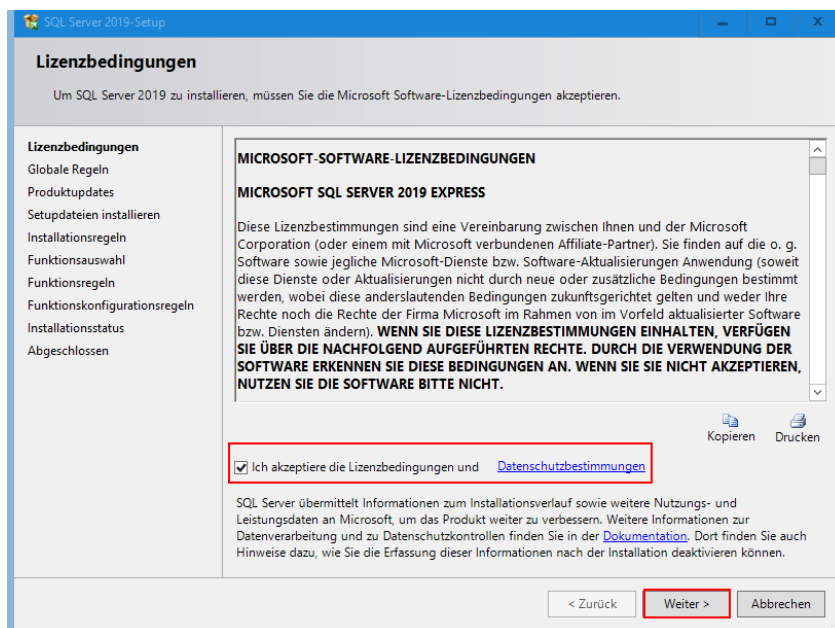 SQL Server 2019-Setup
Lizenzbedingungen
Um SQL Server 2019 zu installieren, müssen Sie die Microsoft Software-Lizenzbedingungen akzeptieren.
Lizenzbedingungen
Globale Regeln
Produktupdates
Setupdateien installieren
Installationsregeln
Funktionsauswahl
Funktionsregeln
Funktionskonfigurationsregeln
Installationsstatus
Abgeschlossen
MICROSOFT-SOFTWARE-LIZENZBEDINGUNGEN
MICROSOFT SQL SERVER 2019 EXPRESS
Diese Lizenzbestimmungen sind eine Vereinbarung zwischen Ihnen und der Microsoft
Corporation (oder einem mit Microsoft verbundenen Affiliate-Partner). Sie finden auf die o. g.
Software sowie jegliche Microsoft-Dienste bzw. Software-Aktualisierungen Anwendung (soweit
diese Dienste oder Aktualisierungen nicht durch neue oder zusätzliche Bedingungen bestimmt
werden, wobei diese anderslautenden Bedingungen zukunftsgerichtet gelten und weder Ihre
Rechte noch die Rechte der Firma Microsoft im Rahmen von im Vorfeld aktualisierter Software
bzw. Diensten ändern). WENN SIE DIESE LIZENZBESTIMMUNGEN EINHALTEN, VERFÜGEN
SIE ÜBER DIE NACHFOLGEND AUFGEFÜHRTEN RECHTE. DURCH DIE VERWENDUNG DER
SOFTWARE ERKENNEN SIE DIESE BEDINGUNGEN AN. WENN SIE SIE NICHT AKZEPTIEREN,
NUTZEN SIE DIE SOFTWARE BITTE NICHT.
Kopieren Drucken
Ich akzeptiere die Lizenzbedingungen und Datenschutzbestimmungen
SQL Server übermittelt Informationen zum Installationsverlauf sowie weitere Nutzungs- und
Leistungsdaten an Microsoft, um das Produkt weiter zu verbessern. Weitere Informationen zur
Datenverarbeitung und zu Datenschutzkontrollen finden Sie in der Dokumentation. Dort finden Sie auch
Hinweise dazu, wie Sie die Erfassung dieser Informationen nach der Installation deaktivieren können.
< Zurück Weiter > Abbrechen